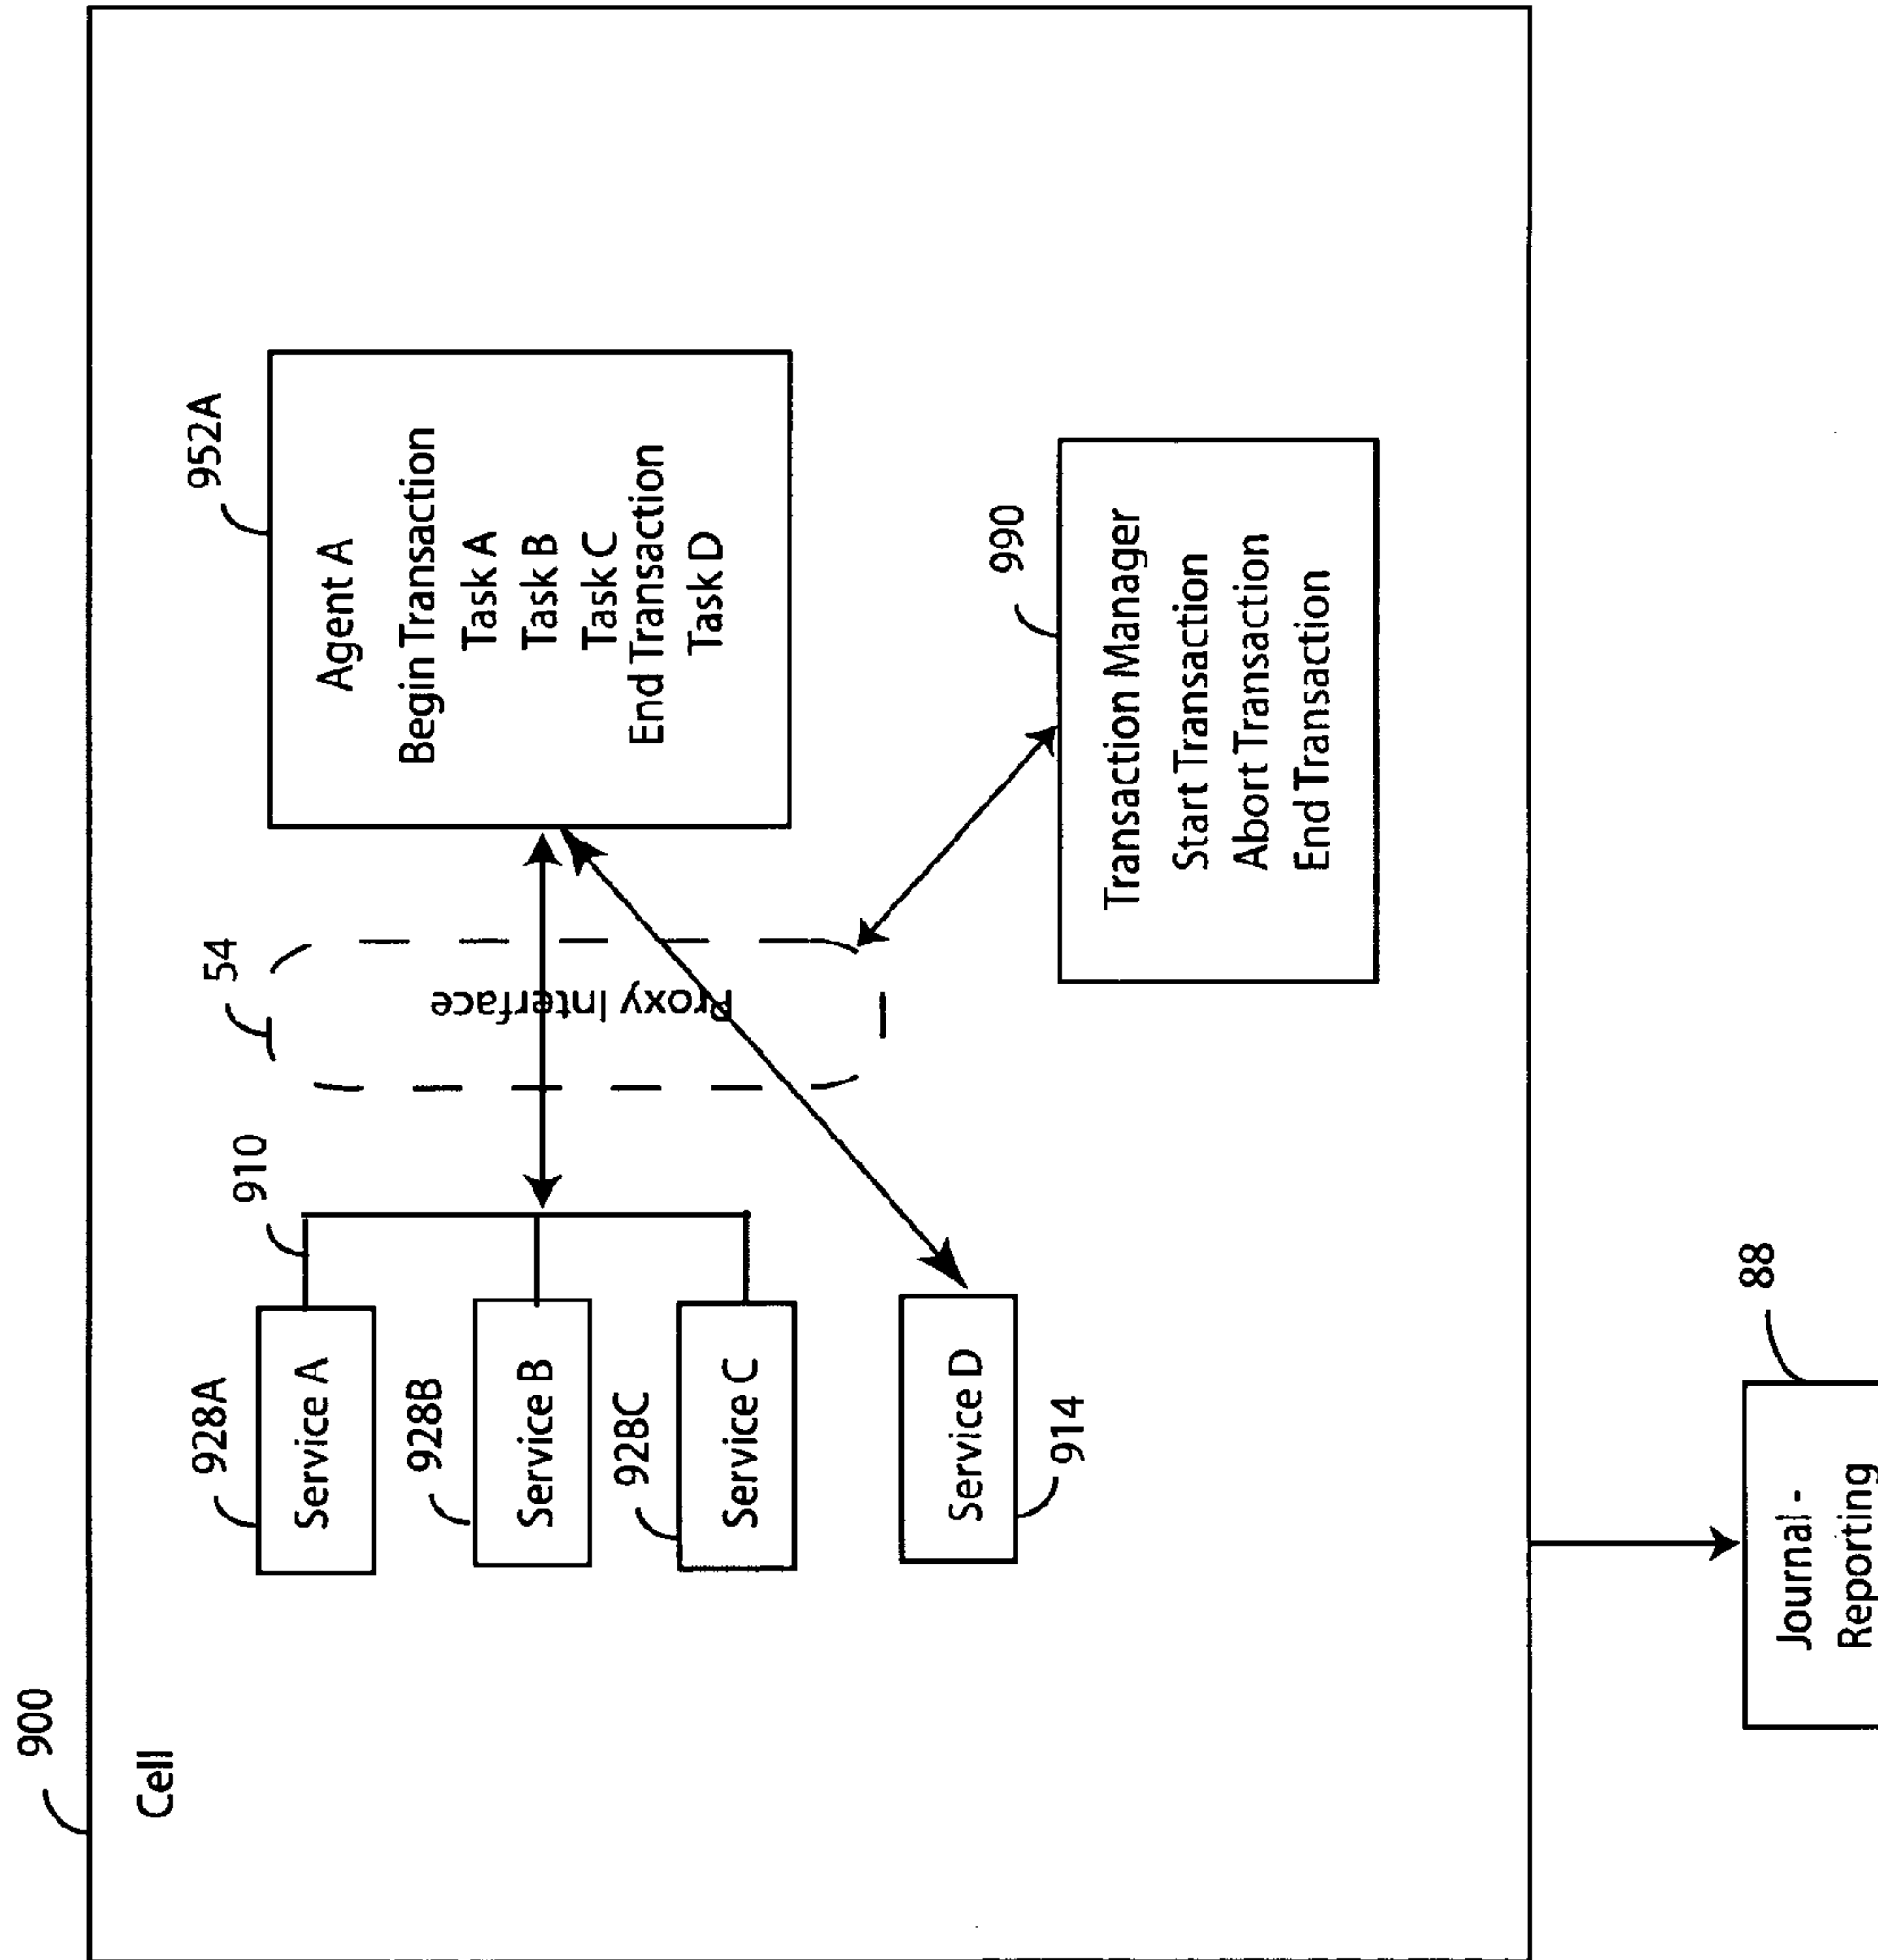 900
Cell
928A
Service A
928B
Service B
928C
Service C
Service D
914
910
54
Proxy Interface
952A
Agent A
Begin Transaction
Task A
Task B
Task C
End Transaction
Task D
990
Transaction Manager
Start Transaction
Abort Transaction
End Transaction
88
Journal -
Reporting